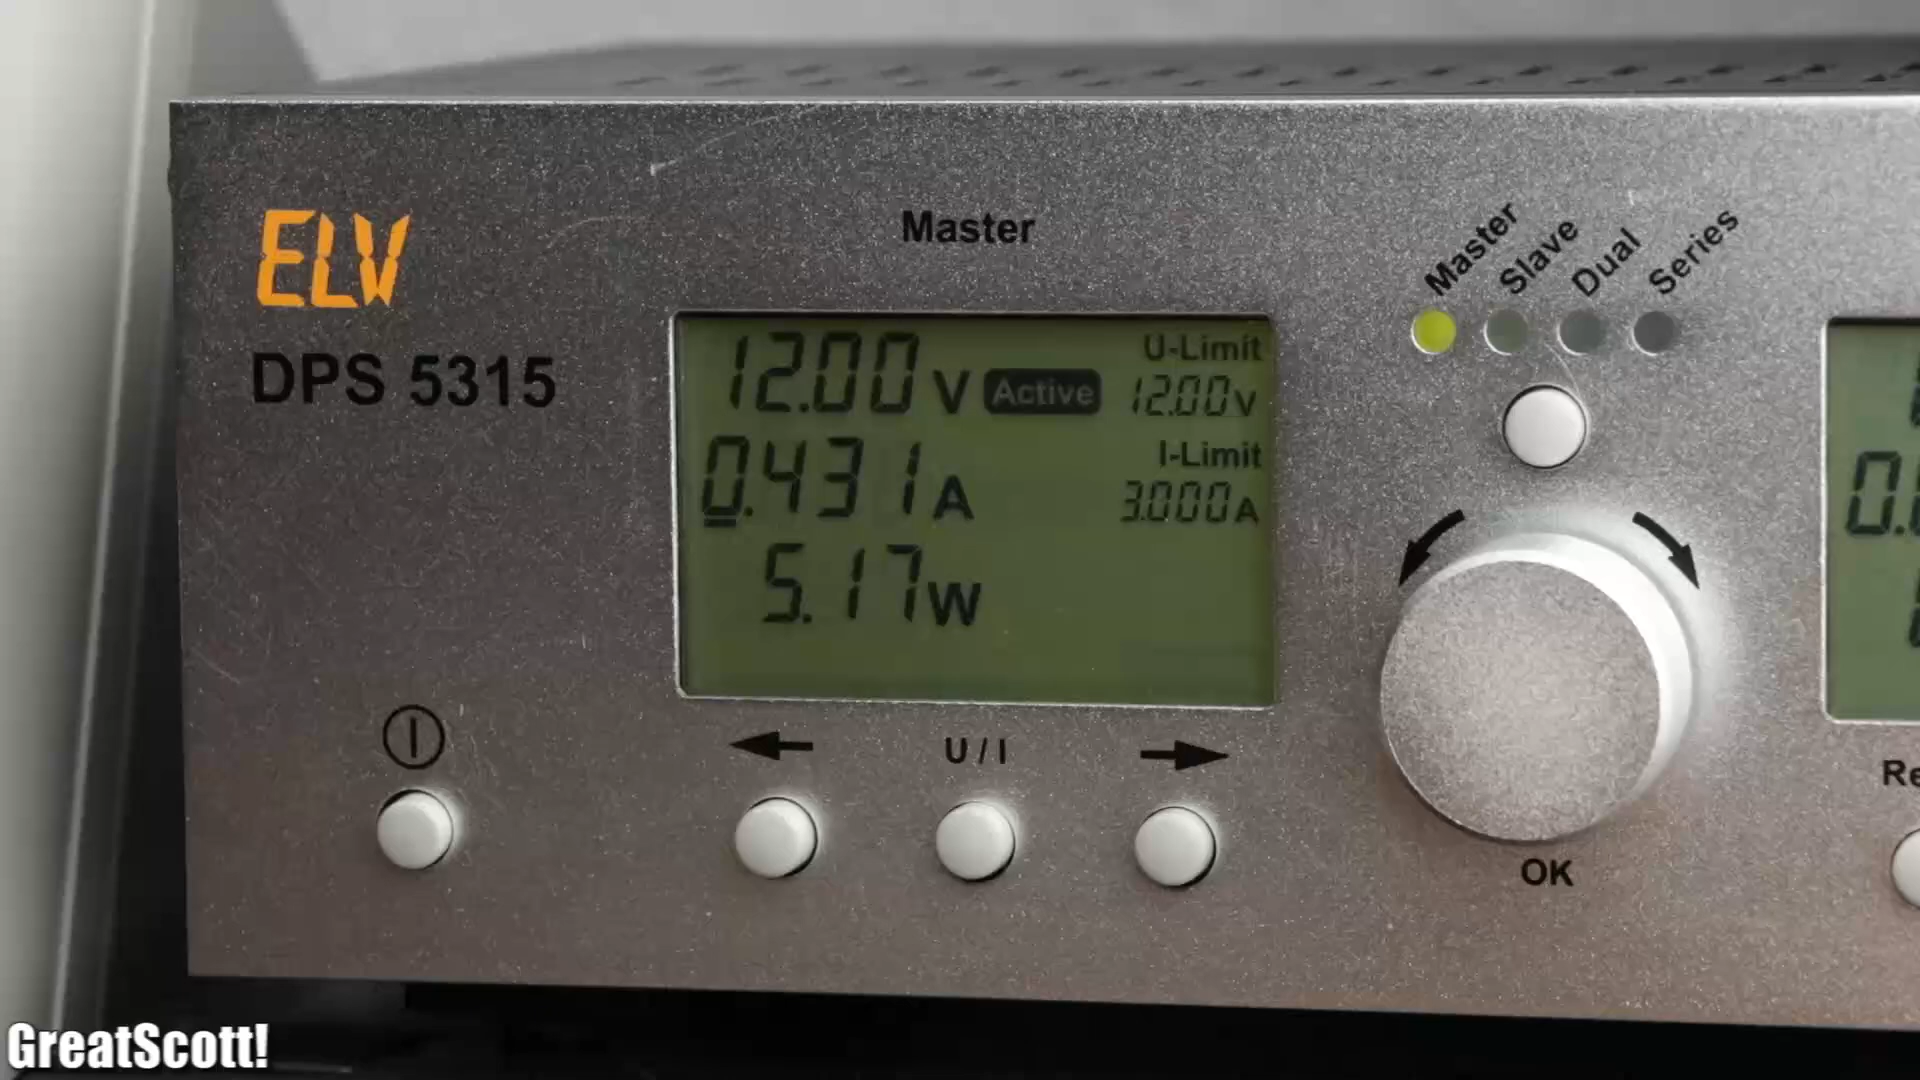 ELV
DPS 5315
Master
12.00 V Active
U-Limit
12.00 V
0.431 A
I-Limit
3.000 A
5.17 W
Master
Slave
Dual
Series
U / I
OK
GreatScott!